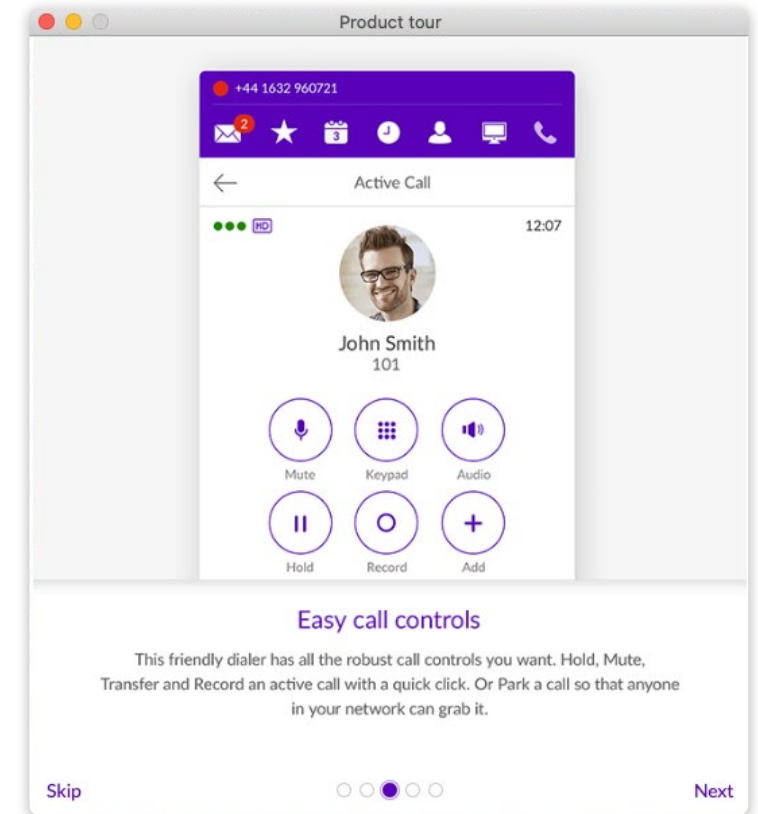 Product tour
+44 1632 960721
2
3
Active Call
HD
12:07
John Smith
101
Mute Keypad Audio
Hold Record Add
Easy call controls
This friendly dialer has all the robust call controls you want. Hold, Mute,
Transfer and Record an active call with a quick click. Or Park a call so that anyone
in your network can grab it.
Skip Next